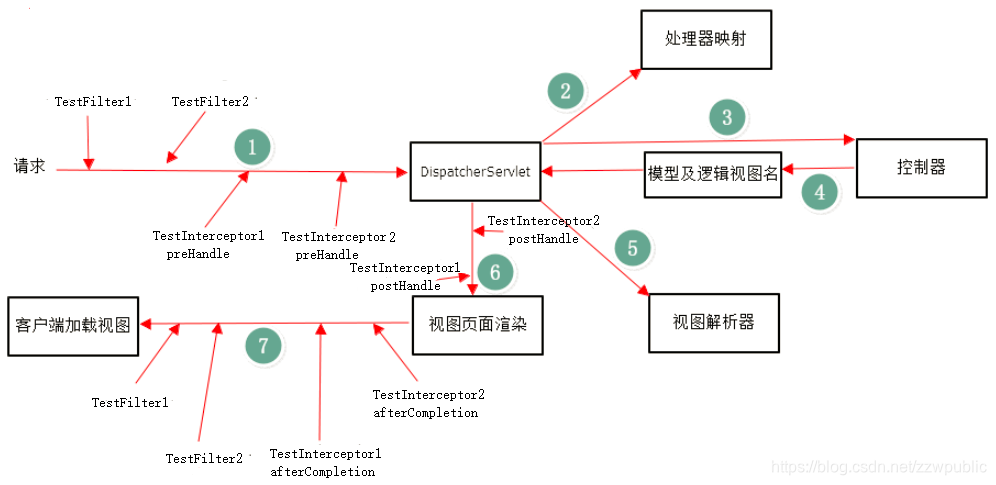 处理器映射
TestFilter1
TestFilter2
2
3
1
请求
DispatcherServlet
模型及逻辑视图名
控制器
4
TestInterceptor1
preHandle
TestInterceptor2
preHandle
TestInterceptor2
postHandle
5
TestInterceptor1
postHandle
6
客户端加载视图
视图页面渲染
视图解析器
7
TestFilter1
TestInterceptor2
afterCompletion
TestFilter2
TestInterceptor1
afterCompletion
https://blog.csdn.net/zzwpublic